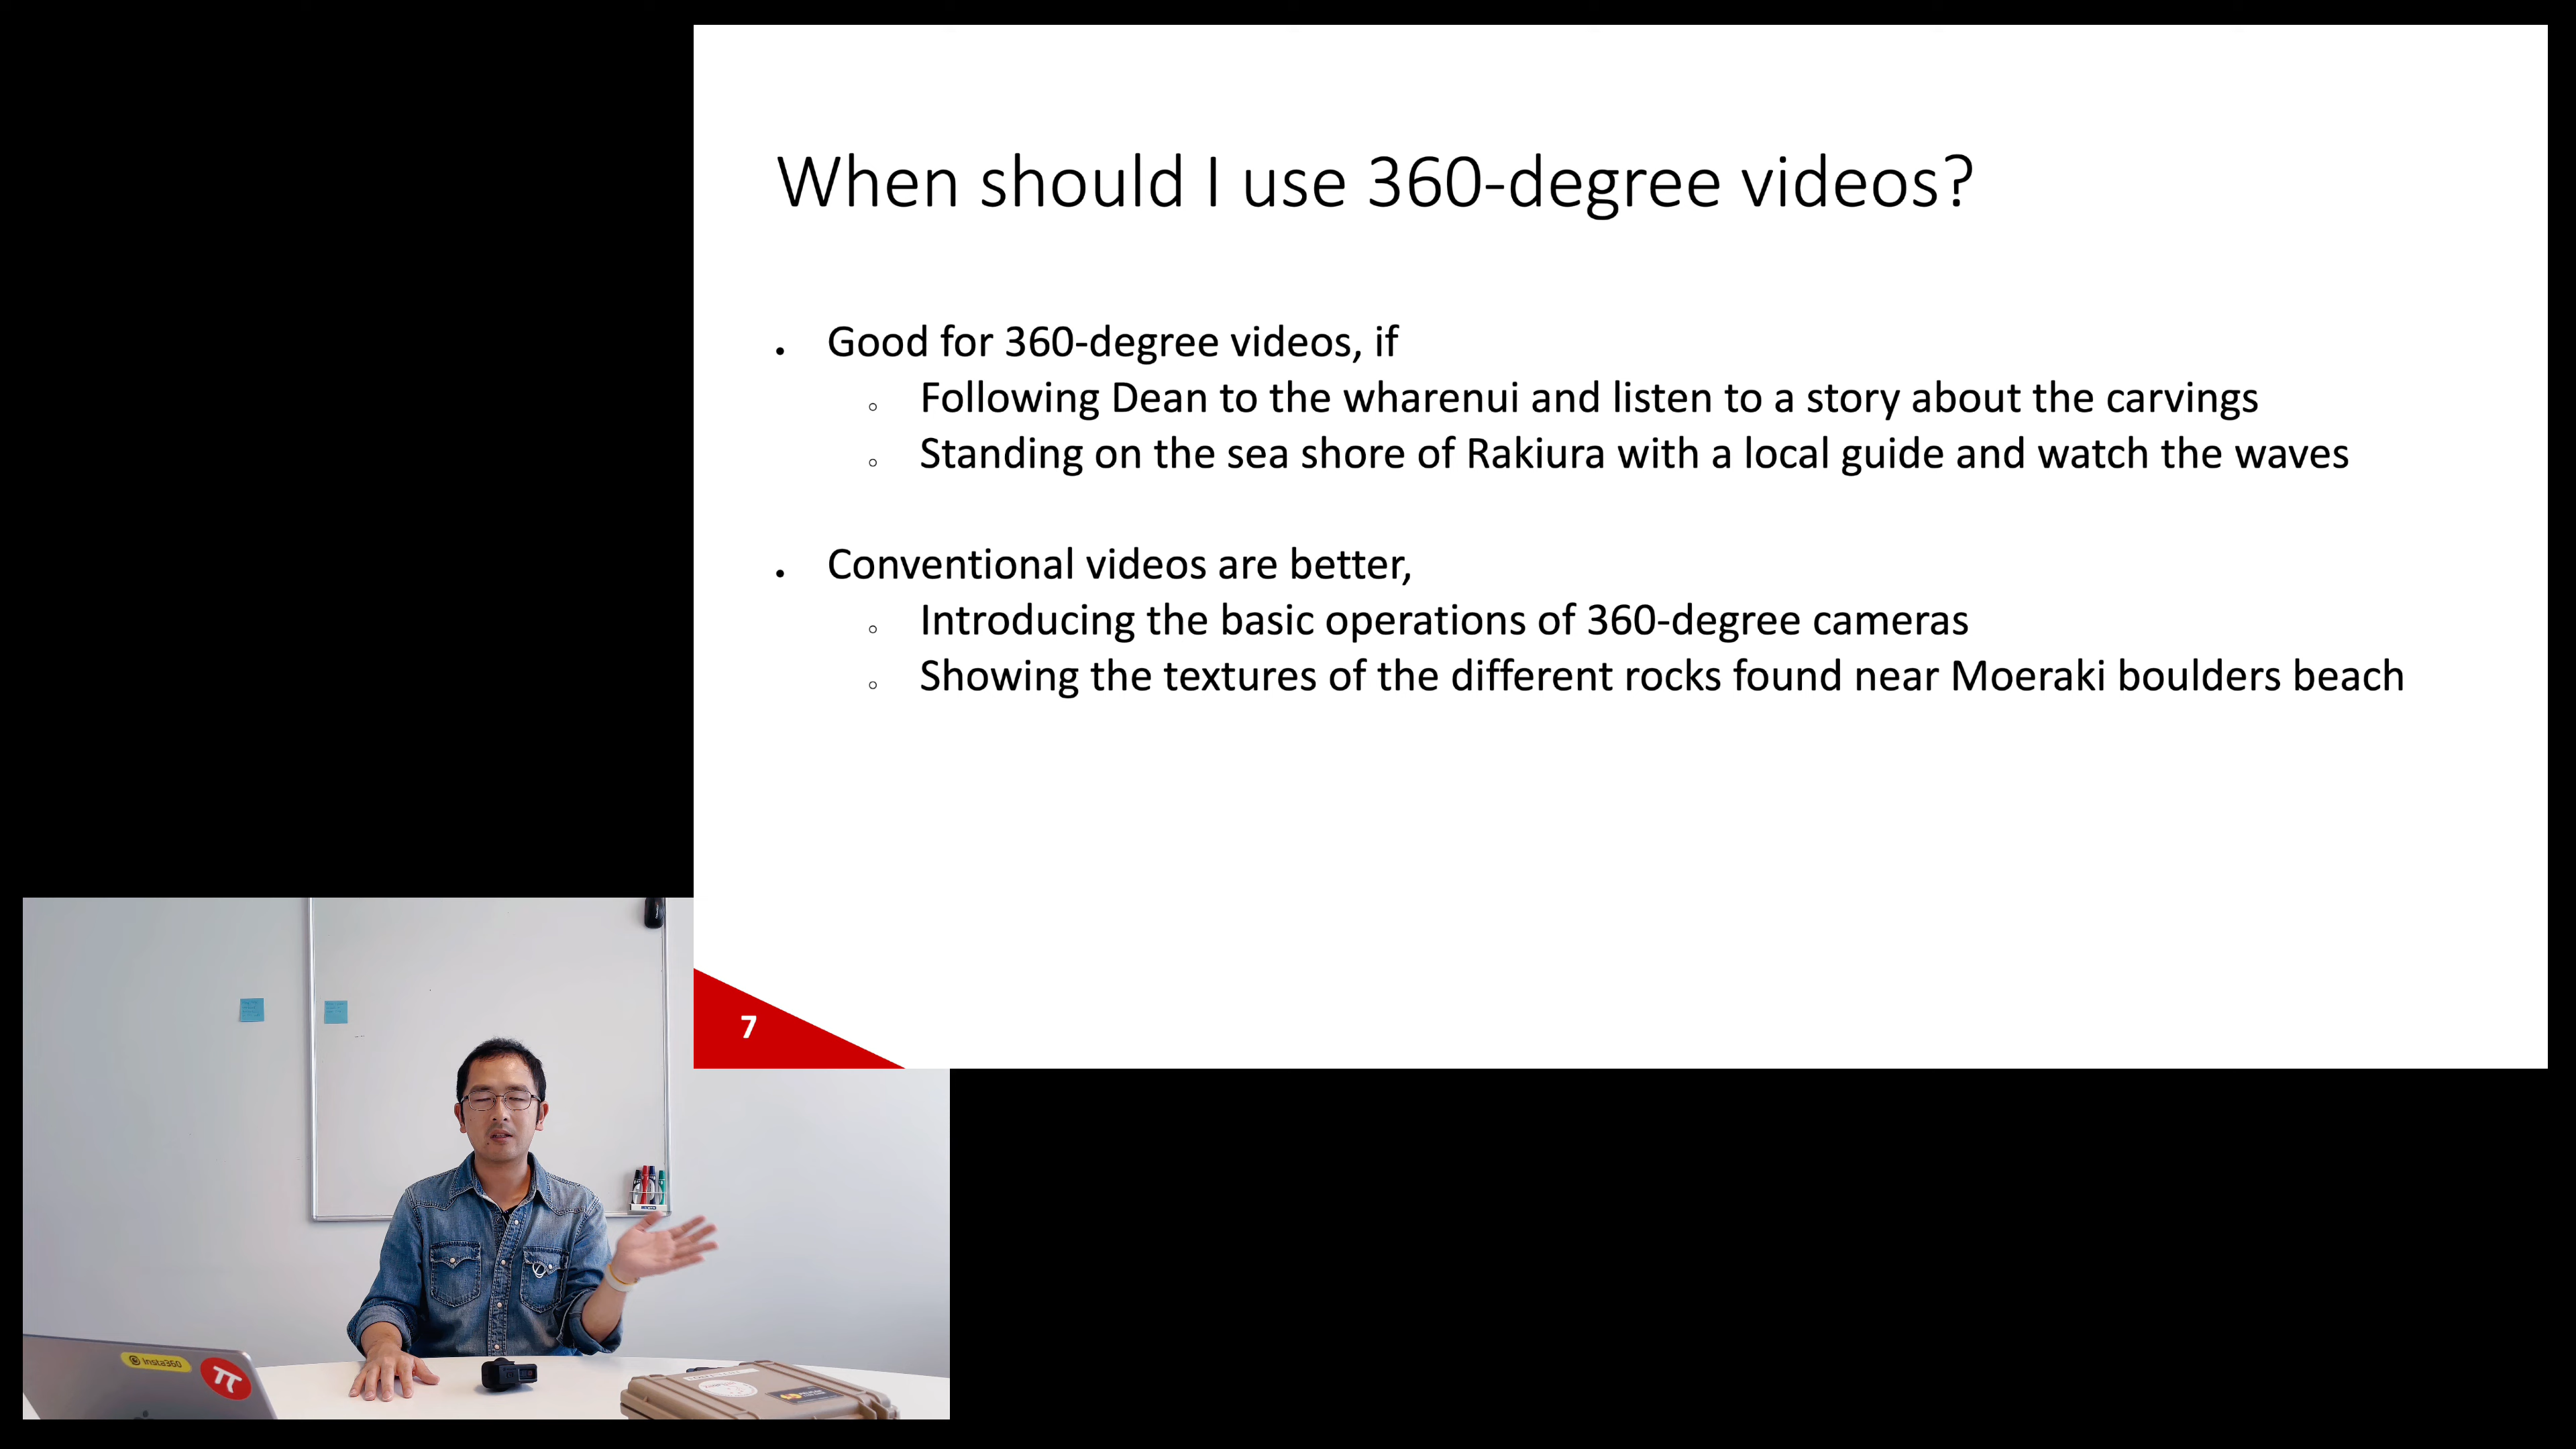 When should I use 360-degree videos?
Good for 360-degree videos, if
Following Dean to the wharenui and listen to a story about the carvings
Standing on the sea shore of Rakiura with a local guide and watch the waves
Conventional videos are better,
Introducing the basic operations of 360-degree cameras
Showing the textures of the different rocks found near Moeraki boulders beach
7
Insta360
π